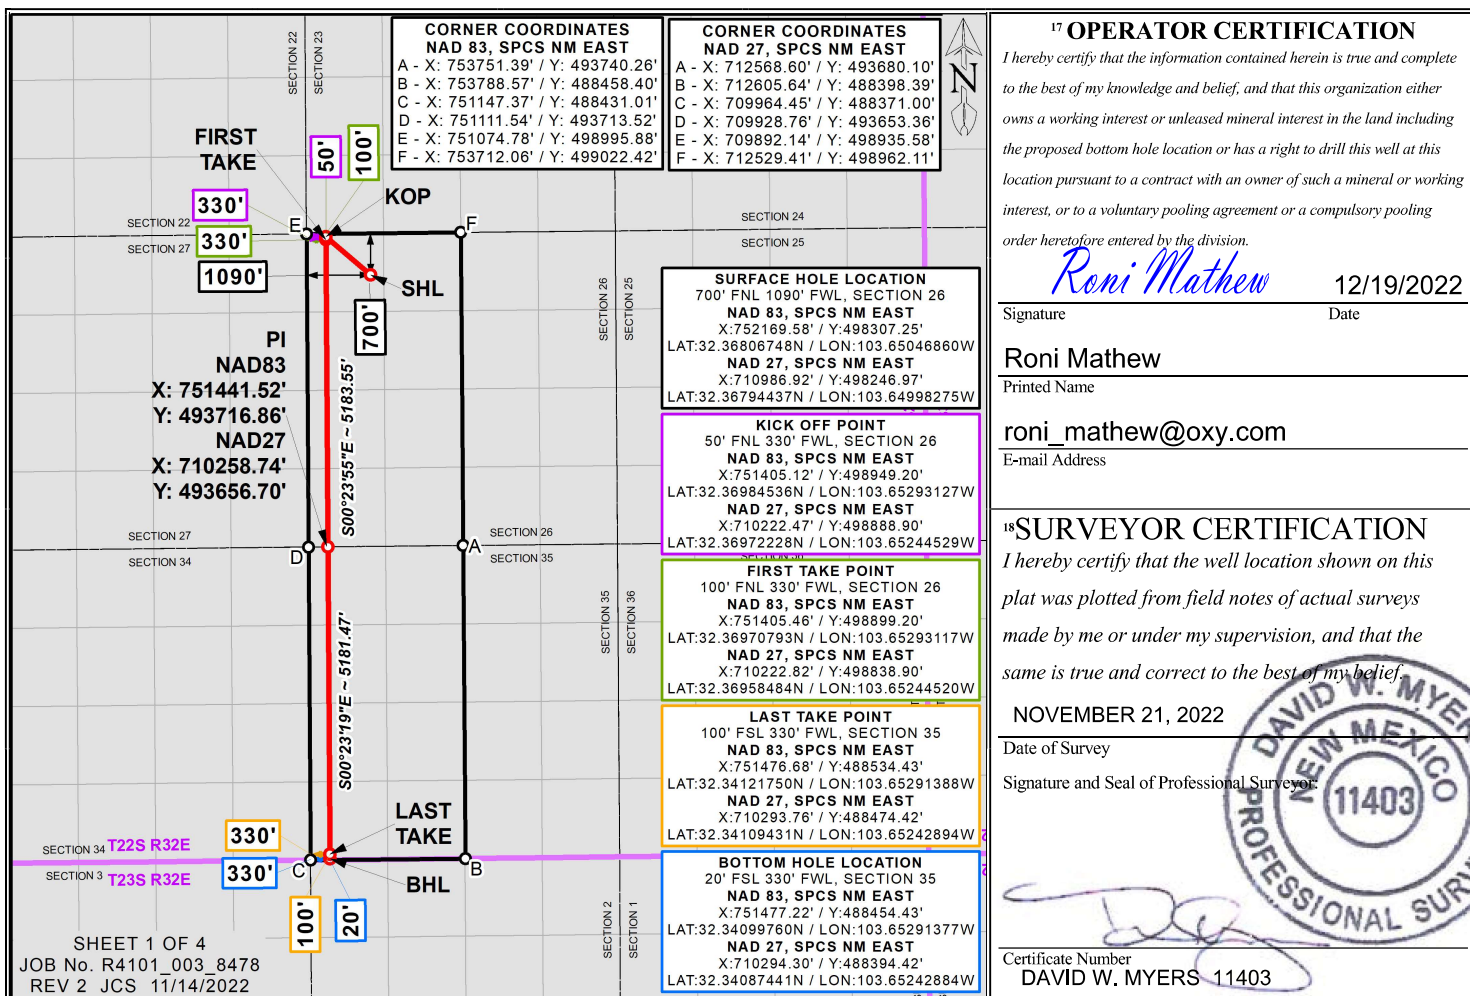 SECTION 22
SECTION 23
CORNER COORDINATES
NAD 83, SPCS NM EAST
A - X: 753751.39' / Y: 493740.26'
B - X: 753788.57' / Y: 488458.40'
C - X: 751147.37' / Y: 488431.01'
D - X: 751111.54' / Y: 493713.52'
E - X: 751074.78' / Y: 498995.88'
F - X: 753712.06' / Y: 499022.42'
CORNER COORDINATES
NAD 27, SPCS NM EAST
A - X: 712568.60' / Y: 493680.10'
B - X: 712605.64' / Y: 488398.39'
C - X: 709964.45' / Y: 488371.00'
D - X: 709928.76' / Y: 493653.36'
E - X: 709892.14' / Y: 498935.58'
F - X: 712529.41' / Y: 498962.11'
N
FIRST
TAKE
50'
100'
KOP
330'
SECTION 22
SECTION 27
330'
1090'
E
F
SECTION 24
SECTION 25
SHL
700'
SECTION 26
SECTION 25
PI
NAD83
X: 751441.52'
Y: 493716.86'
NAD27
X: 710258.74'
Y: 493656.70'
S00°23'55"E ~ 5183.55'
SECTION 27
SECTION 34
D
A
SECTION 26
SECTION 35
SECTION 35
SECTION 36
S00°23'19"E ~ 5181.47'
LAST
TAKE
330'
SECTION 34 T22S R32E
SECTION 3 T23S R32E
330'
C
B
BHL
100'
20'
SECTION 2
SECTION 1
SHEET 1 OF 4
JOB No. R4101_003_8478
REV 2 JCS 11/14/2022
SURFACE HOLE LOCATION
700' FNL 1090' FWL, SECTION 26
NAD 83, SPCS NM EAST
X:752169.58' / Y:498307.25'
LAT:32.36806748N / LON:103.65046860W
NAD 27, SPCS NM EAST
X:710986.92' / Y:498246.97'
LAT:32.36794437N / LON:103.64998275W
KICK OFF POINT
50' FNL 330' FWL, SECTION 26
NAD 83, SPCS NM EAST
X:751405.12' / Y:498949.20'
LAT:32.36984536N / LON:103.65293127W
NAD 27, SPCS NM EAST
X:710222.47' / Y:498888.90'
LAT:32.36972228N / LON:103.65244529W
FIRST TAKE POINT
100' FNL 330' FWL, SECTION 26
NAD 83, SPCS NM EAST
X:751405.46' / Y:498899.20'
LAT:32.36970793N / LON:103.65293117W
NAD 27, SPCS NM EAST
X:710222.82' / Y:498838.90'
LAT:32.36958484N / LON:103.65244520W
LAST TAKE POINT
100' FSL 330' FWL, SECTION 35
NAD 83, SPCS NM EAST
X:751476.68' / Y:488534.43'
LAT:32.34121750N / LON:103.65291388W
NAD 27, SPCS NM EAST
X:710293.76' / Y:488474.42'
LAT:32.34109431N / LON:103.65242894W
BOTTOM HOLE LOCATION
20' FSL 330' FWL, SECTION 35
NAD 83, SPCS NM EAST
X:751477.22' / Y:488454.43'
LAT:32.34099760N / LON:103.65291377W
NAD 27, SPCS NM EAST
X:710294.30' / Y:488394.42'
LAT:32.34087441N / LON:103.65242884W
17 OPERATOR CERTIFICATION
I hereby certify that the information contained herein is true and complete
to the best of my knowledge and belief, and that this organization either
owns a working interest or unleased mineral interest in the land including
the proposed bottom hole location or has a right to drill this well at this
location pursuant to a contract with an owner of such a mineral or working
interest, or to a voluntary pooling agreement or a compulsory pooling
order heretofore entered by the division.
Roni Mathew 12/19/2022
Signature Date
Roni Mathew
Printed Name
roni_mathew@oxy.com
E-mail Address
18 SURVEYOR CERTIFICATION
I hereby certify that the well location shown on this
plat was plotted from field notes of actual surveys
made by me or under my supervision, and that the
same is true and correct to the best of my belief.
NOVEMBER 21, 2022
Date of Survey
Signature and Seal of Professional Surveyor:
DAVID W. MYER
NEW MEXICO
11403
PROFESSIONAL SURV
Certificate Number
DAVID W. MYERS 11403